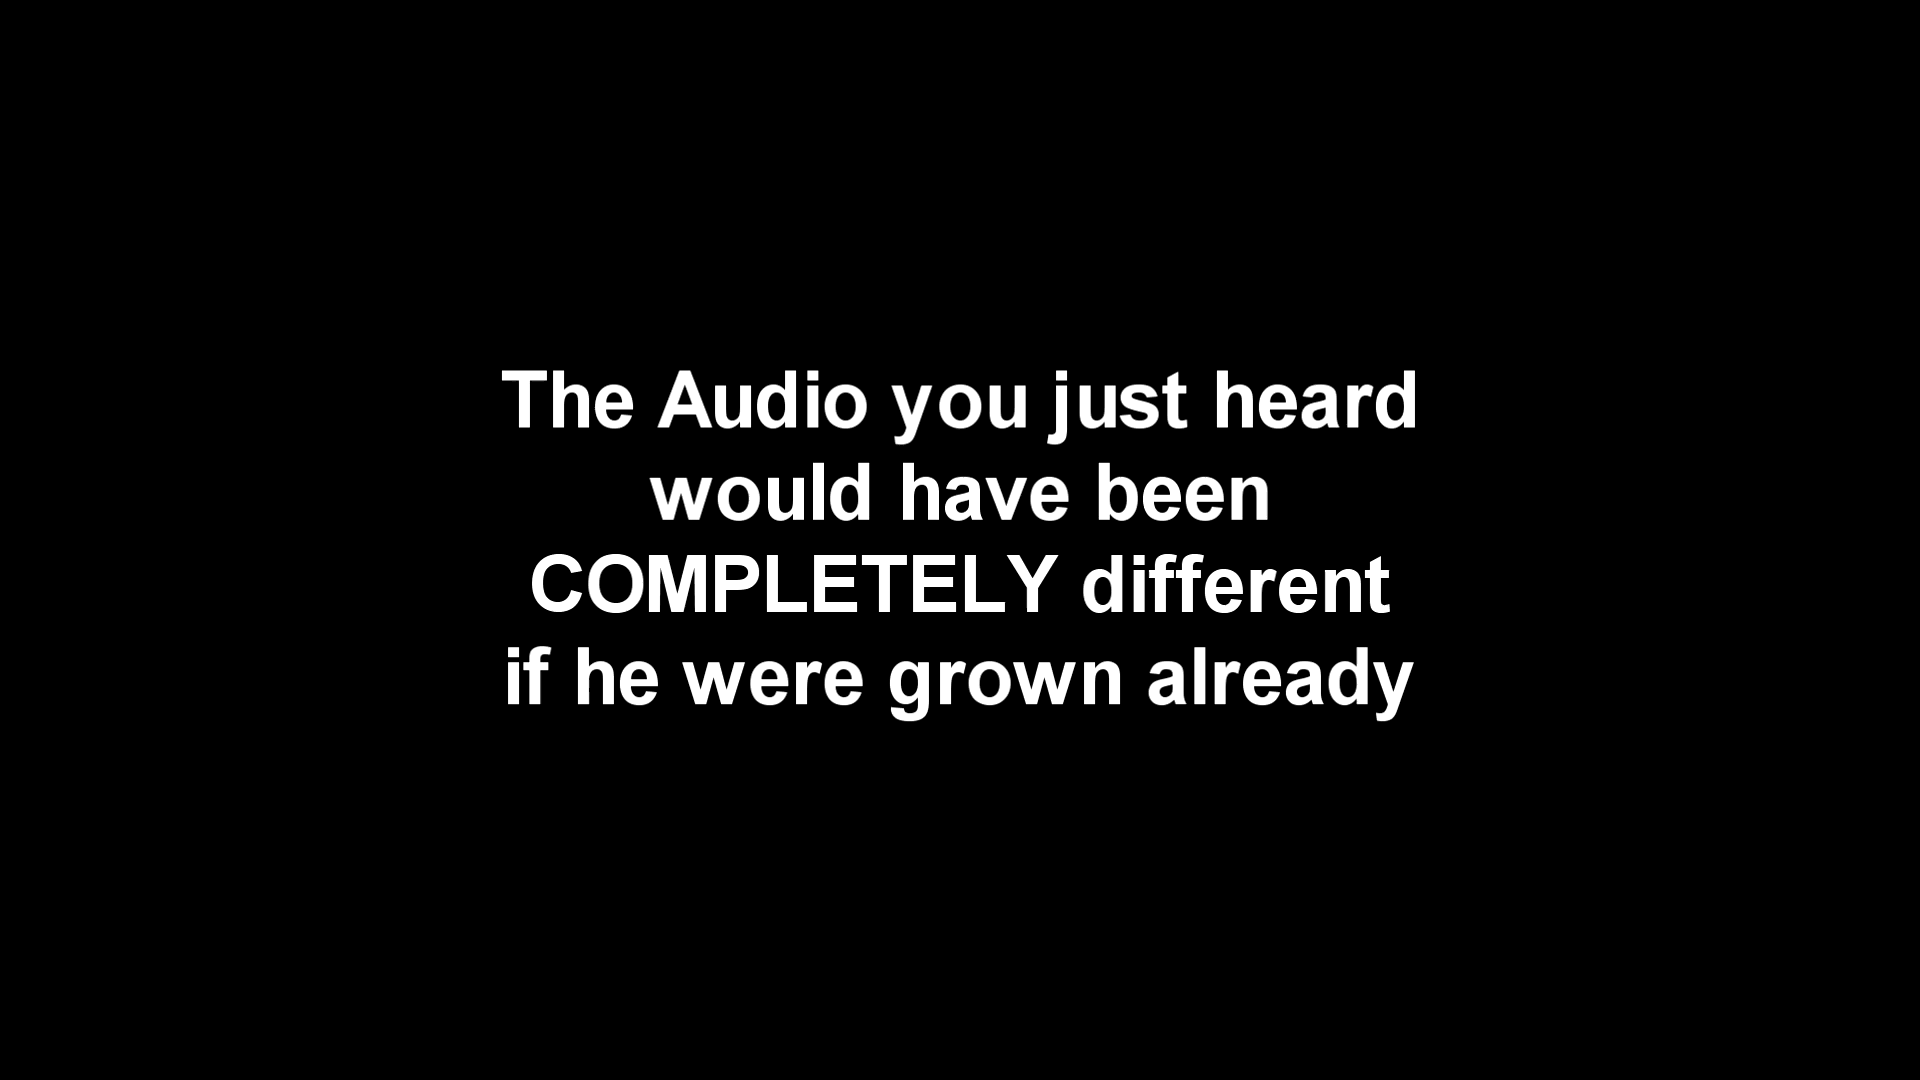 The Audio you just heard
would have been
COMPLETELY different
if he were grown already